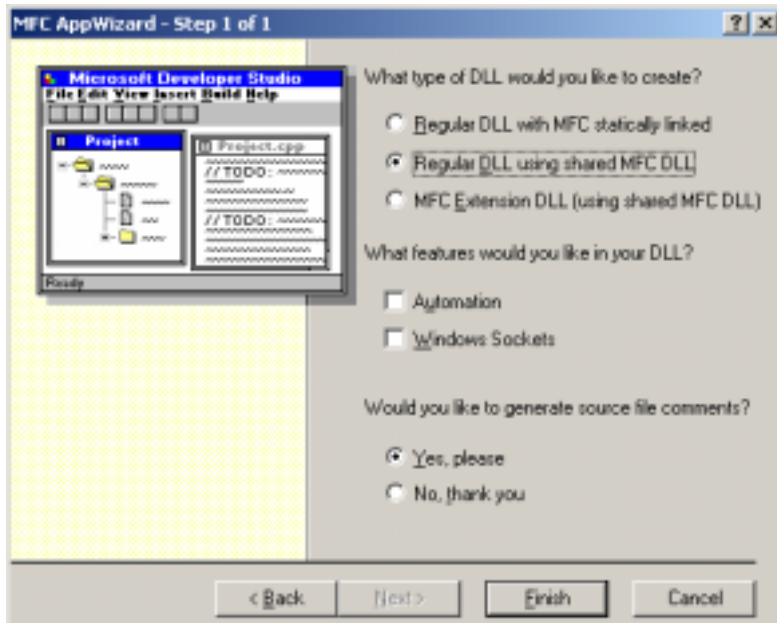 MFC AppWizard - Step 1 of 1
Microsoft Developer Studio
File Edit View Insert Build Help
Project
Project.cpp
// TODO:
// TODO:
Ready
What type of DLL would you like to create?
Regular DLL with MFC statically linked
Regular DLL using shared MFC DLL
MFC Extension DLL (using shared MFC DLL)
What features would you like in your DLL?
Automation
Windows Sockets
Would you like to generate source file comments?
Yes, please
No, thank you
< Back
Next >
Finish
Cancel